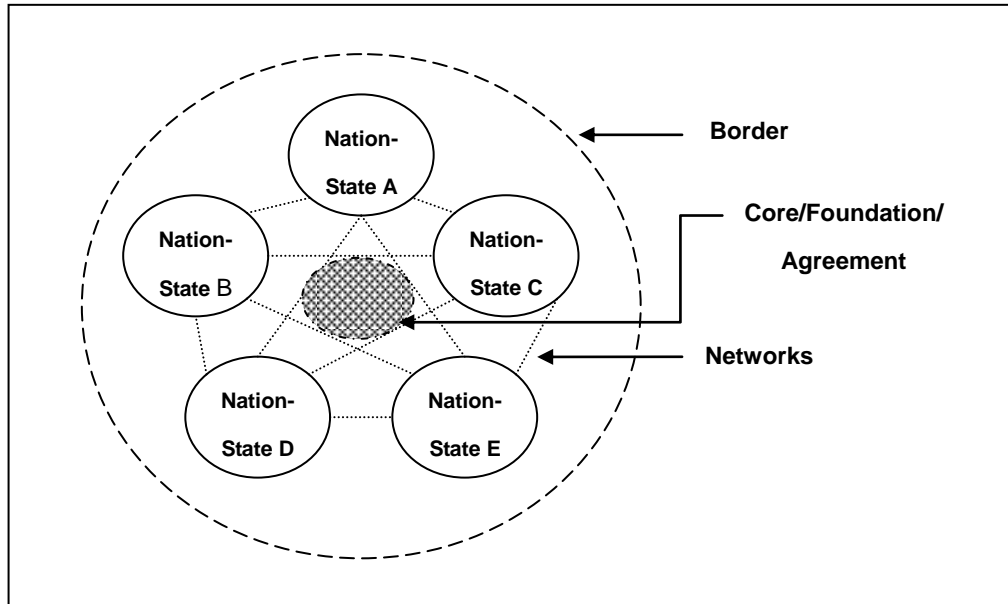 Nation-
State A
Border
Nation-
State B
Nation-
State C
Core/Foundation/
Agreement
Networks
Nation-
State D
Nation-
State E